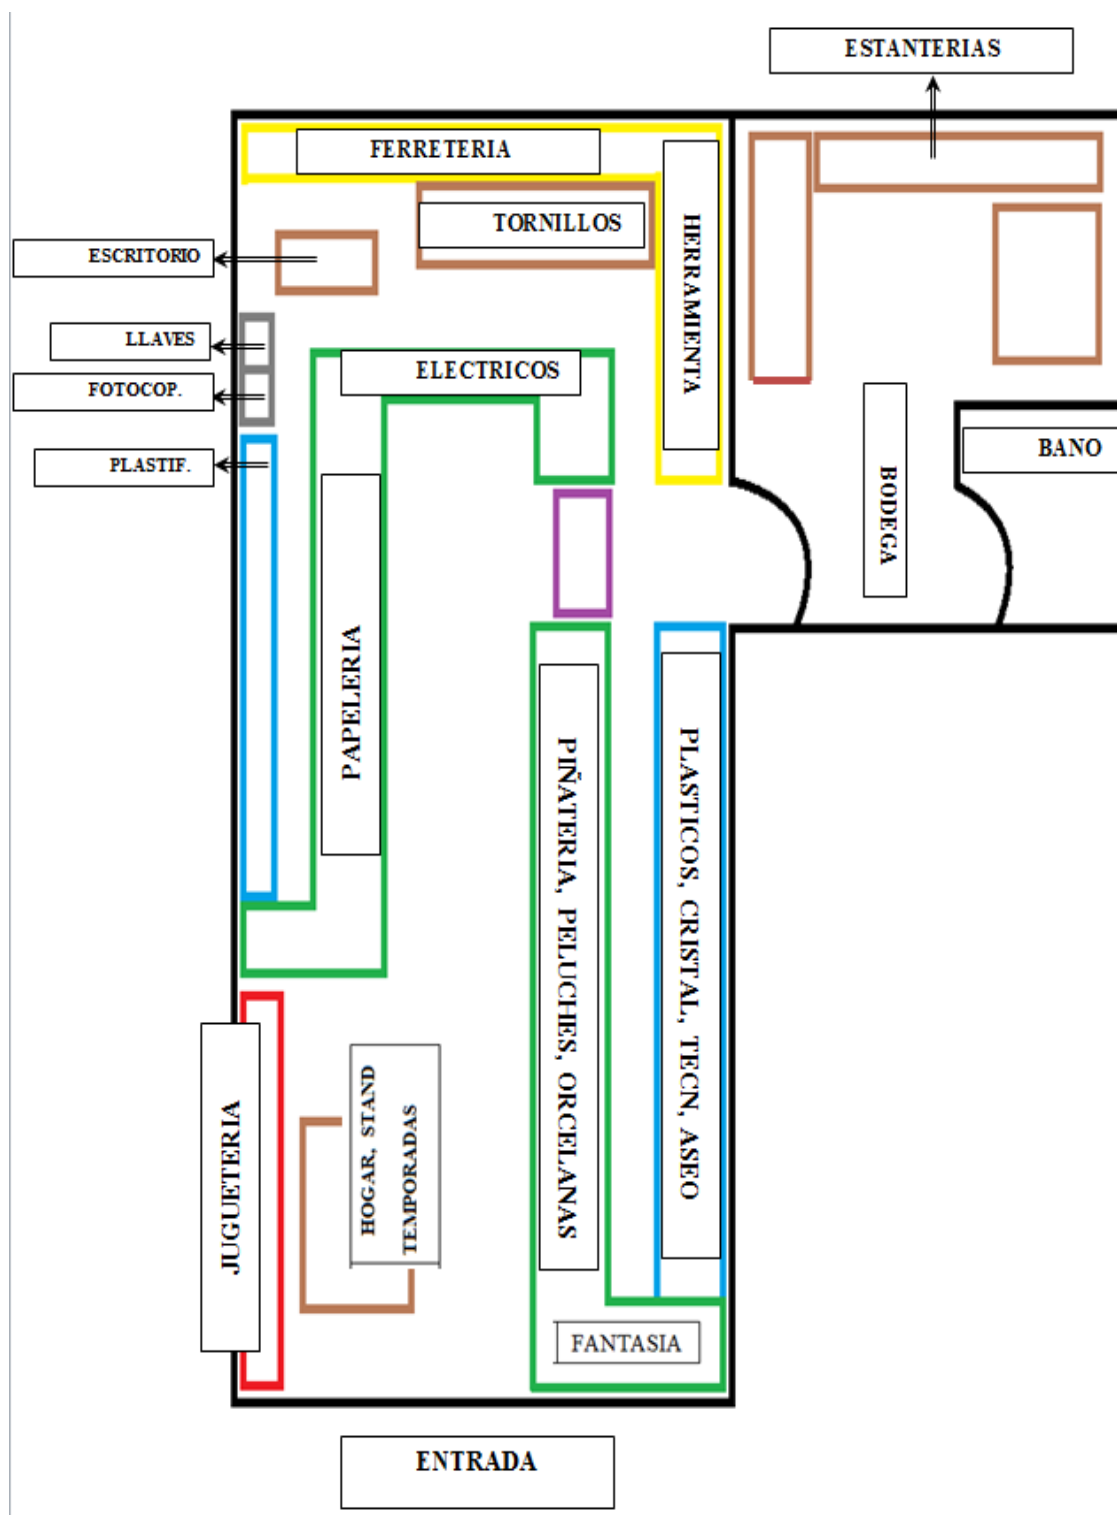 ESTANTERIAS
FERRETERIA
TORNILLOS
HERRAMIENTA
ESCRITORIO
LLAVES
FOTOCOP.
PLASTIF.
ELECTRICOS
BANO
BODEGA
PAPELERIA
PIÑATERIA, PELUCHES, ORCELANAS
PLASTICOS, CRISTAL, TECN, ASEO
JUGUETERIA
HOGAR, STAND
TEMPORADAS
FANTASIA
ENTRADA